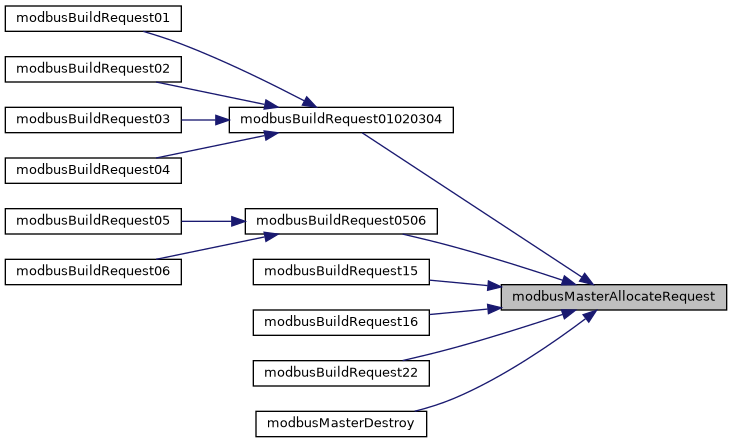 modbusBuildRequest01
modbusBuildRequest02
modbusBuildRequest03
modbusBuildRequest04
modbusBuildRequest01020304
modbusBuildRequest05
modbusBuildRequest06
modbusBuildRequest0506
modbusBuildRequest15
modbusBuildRequest16
modbusBuildRequest22
modbusMasterDestroy
modbusMasterAllocateRequest